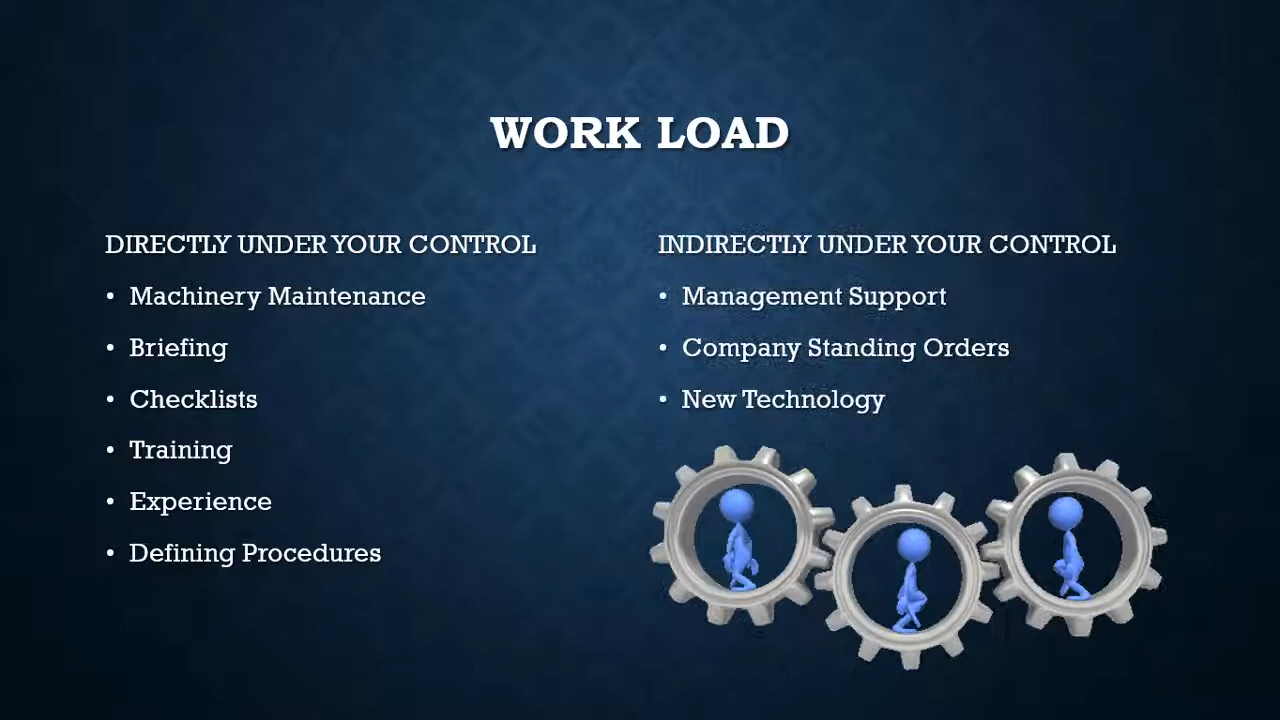 WORK LOAD
DIRECTLY UNDER YOUR CONTROL
• Machinery Maintenance
• Briefing
• Checklists
• Training
• Experience
• Defining Procedures
INDIRECTLY UNDER YOUR CONTROL
• Management Support
• Company Standing Orders
• New Technology